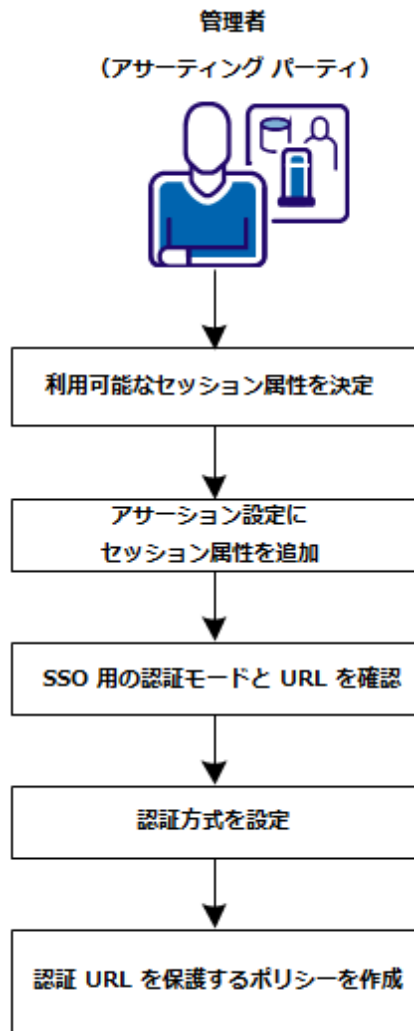 管理者
（アサーティング パーティ）
利用可能なセッション属性を決定
アサーション設定に
セッション属性を追加
SSO 用の認証モードと URL を確認
認証方式を設定
認証 URL を保護するポリシーを作成